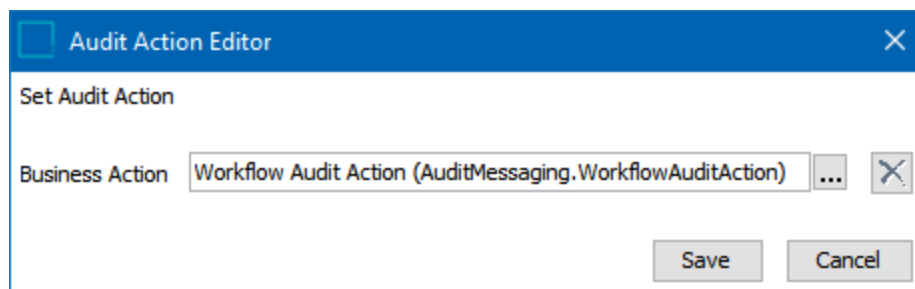 Audit Action Editor
Set Audit Action
Business Action Workflow Audit Action (AuditMessaging.WorkflowAuditAction) ...
Save Cancel